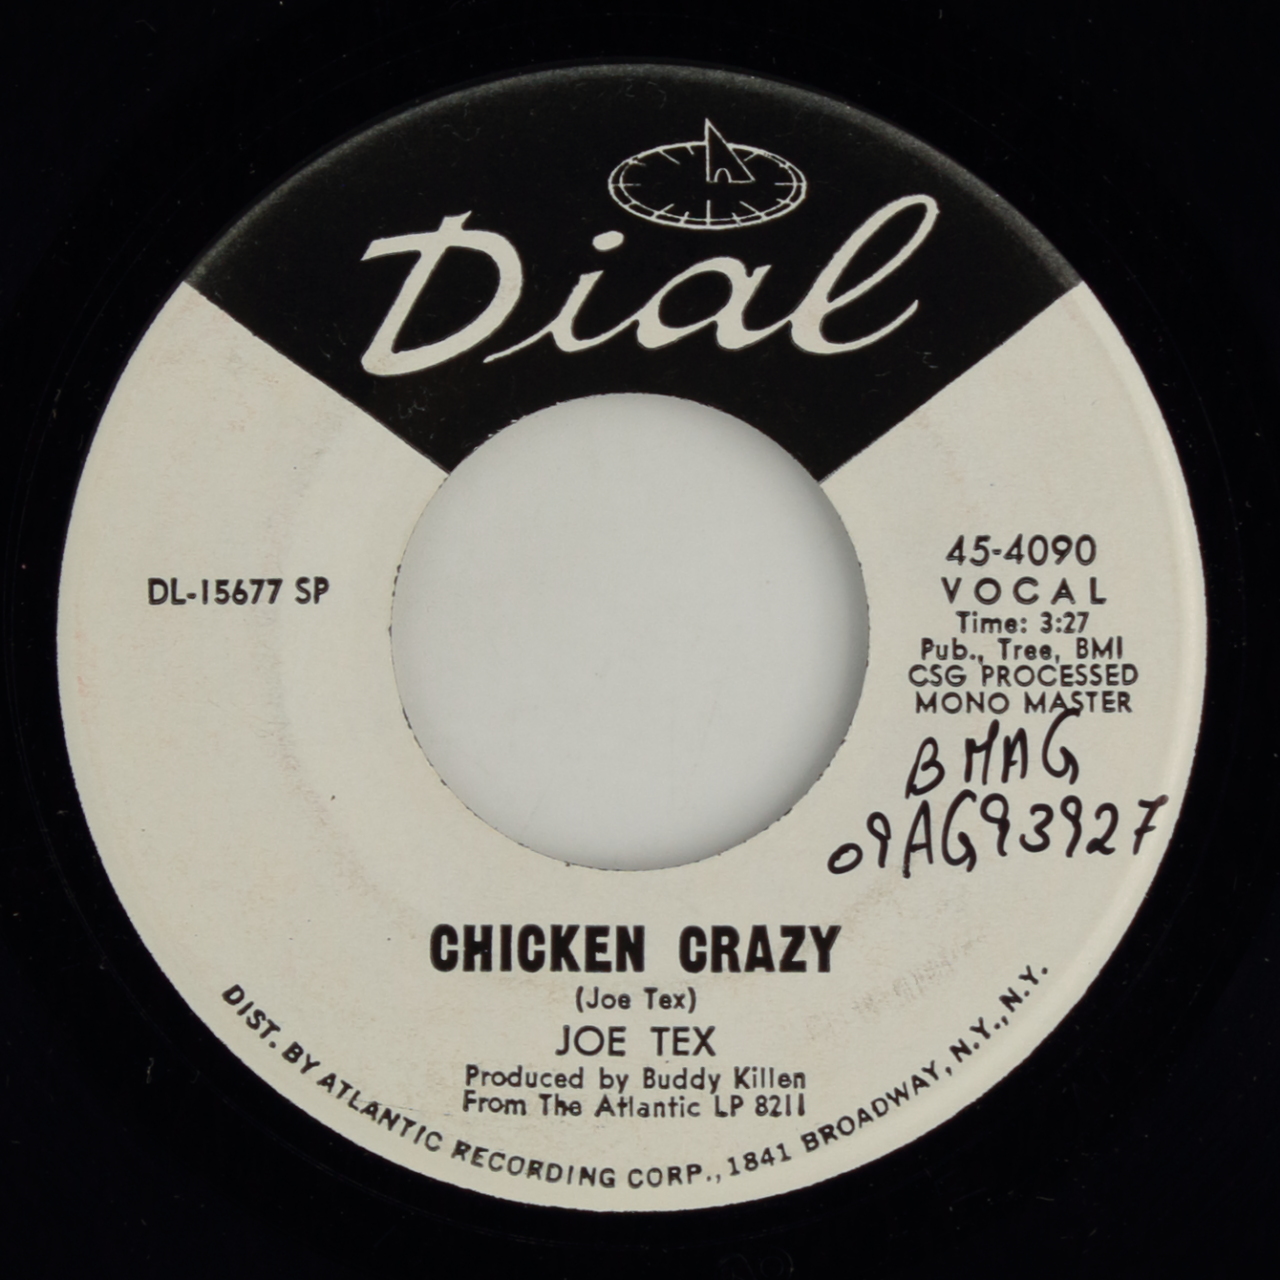 Dial
DL-15677 SP
45-4090
VOCAL
Time: 3:27
Pub., Tree, BMI
CSG PROCESSED
MONO MASTER
BMAG
09AG93927
CHICKEN CRAZY
(Joe Tex)
JOE TEX
Produced by Buddy Killen
From The Atlantic LP 8211
DIST. BY ATLANTIC RECORDING CORP., 1841 BROADWAY, N.Y., N.Y.